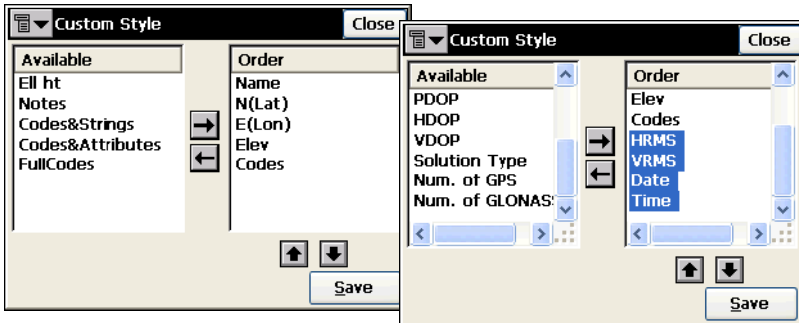 Custom Style
Close
Available
Ell ht
Notes
Codes&Strings
Codes&Attributes
FullCodes
Order
Name
N(Lat)
E(Lon)
Elev
Codes
Save
Custom Style
Close
Available
PDOP
HDOP
VDOP
Solution Type
Num. of GPS
Num. of GLONAS
Order
Elev
Codes
HRMS
VRMS
Date
Time
Save